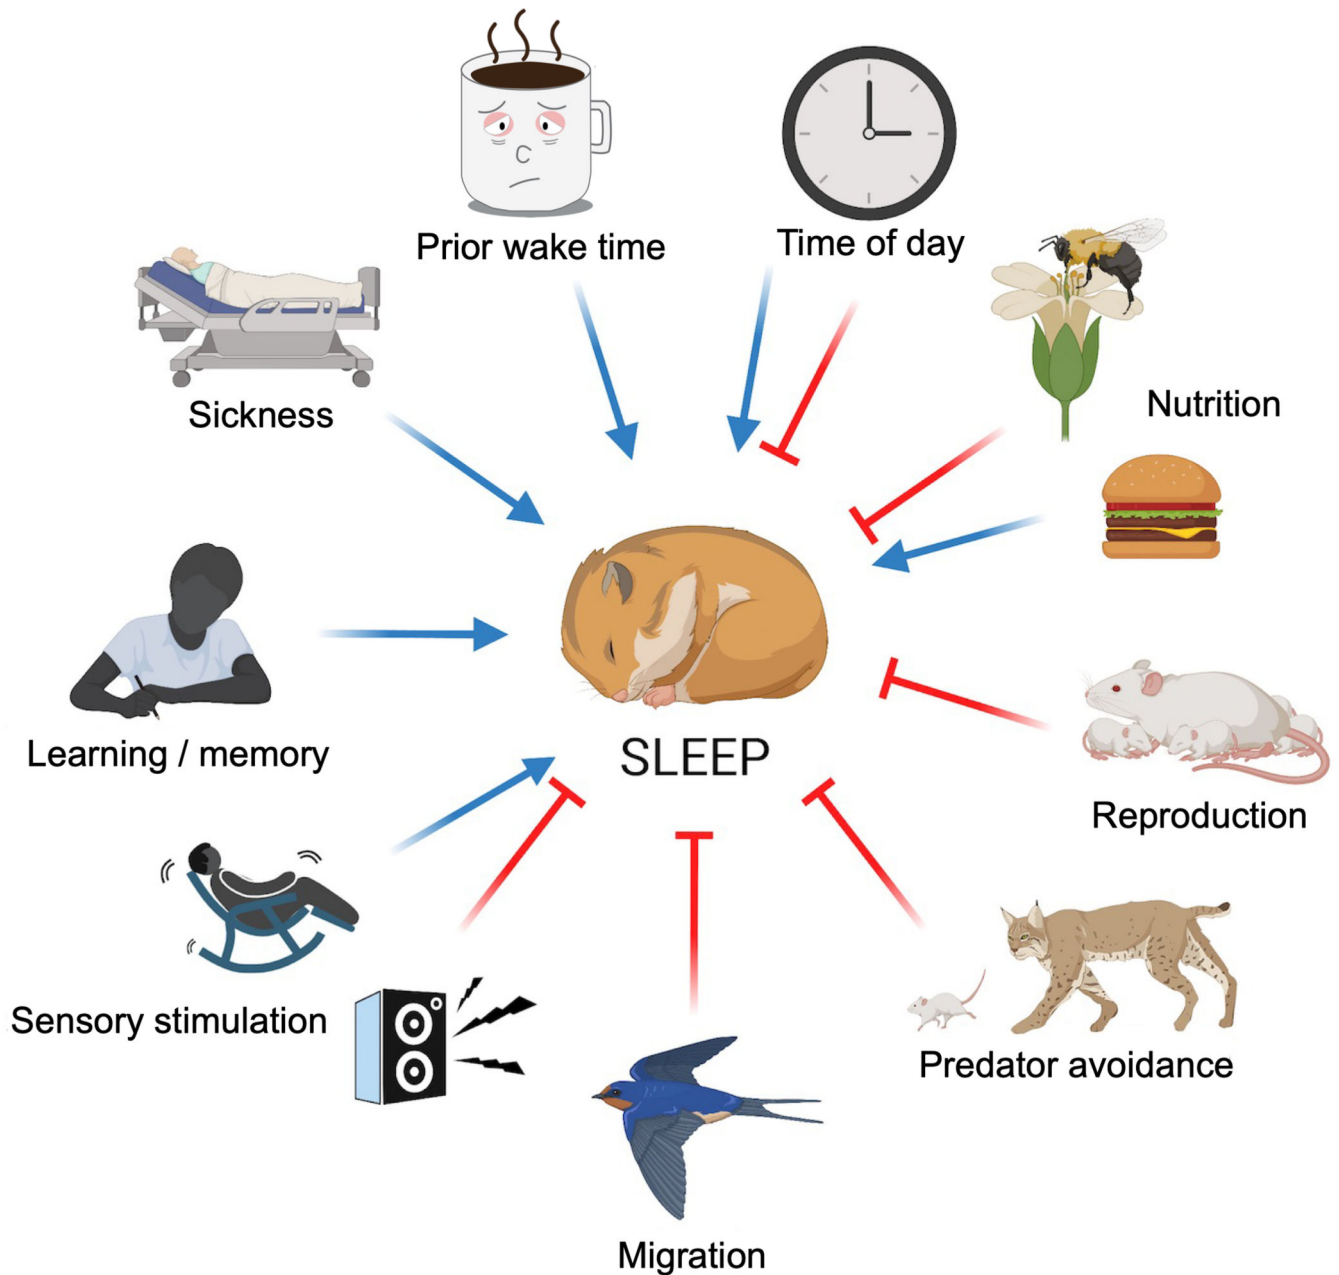 Prior wake time
Time of day
Sickness
Nutrition
Learning / memory
SLEEP
Reproduction
Sensory stimulation
Predator avoidance
Migration